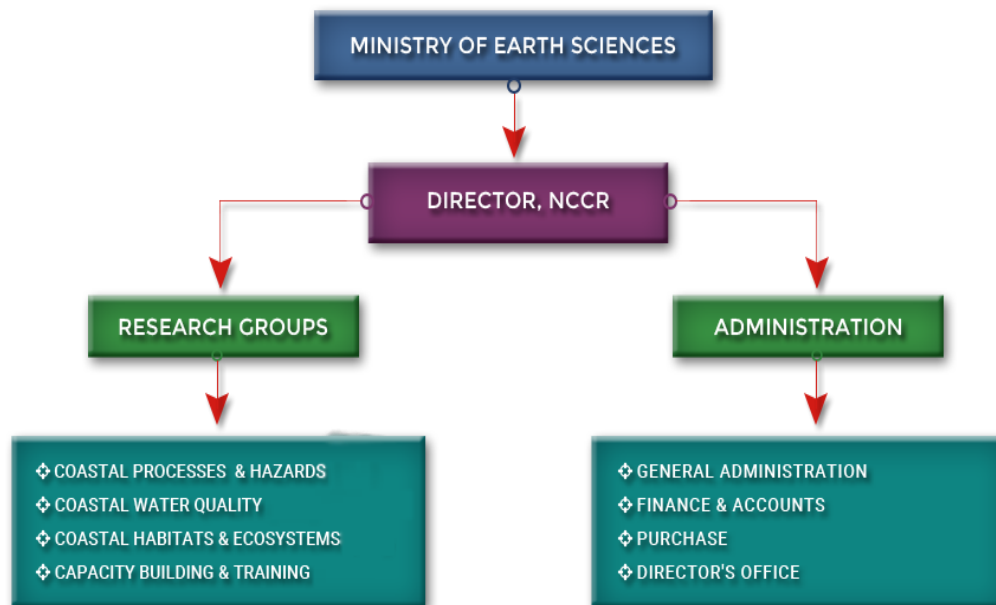 MINISTRY OF EARTH SCIENCES
DIRECTOR, NCCR
RESEARCH GROUPS
ADMINISTRATION
COASTAL PROCESSES & HAZARDS
COASTAL WATER QUALITY
COASTAL HABITATS & ECOSYSTEMS
CAPACITY BUILDING & TRAINING
GENERAL ADMINISTRATION
FINANCE & ACCOUNTS
PURCHASE
DIRECTOR'S OFFICE